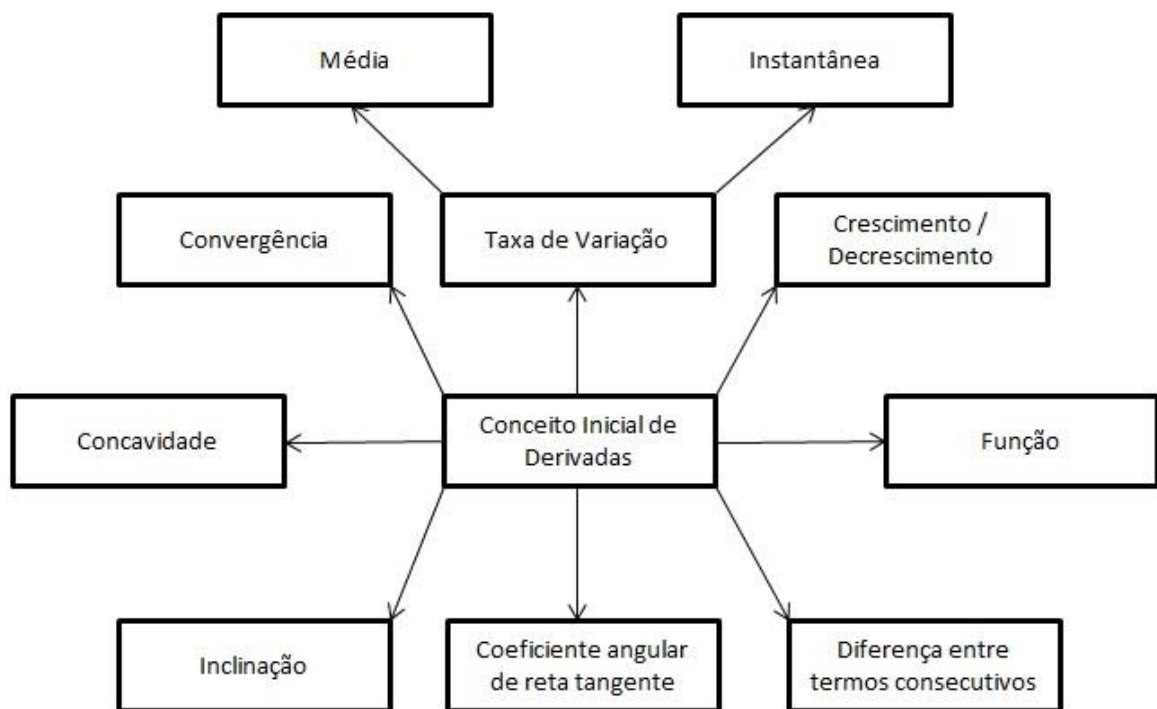 Média
Instantânea
Convergência
Taxa de Variação
Crescimento /
Decrescimento
Concavidade
Conceito Inicial de
Derivadas
Função
Inclinação
Coeficiente angular
de reta tangente
Diferença entre
termos consecutivos